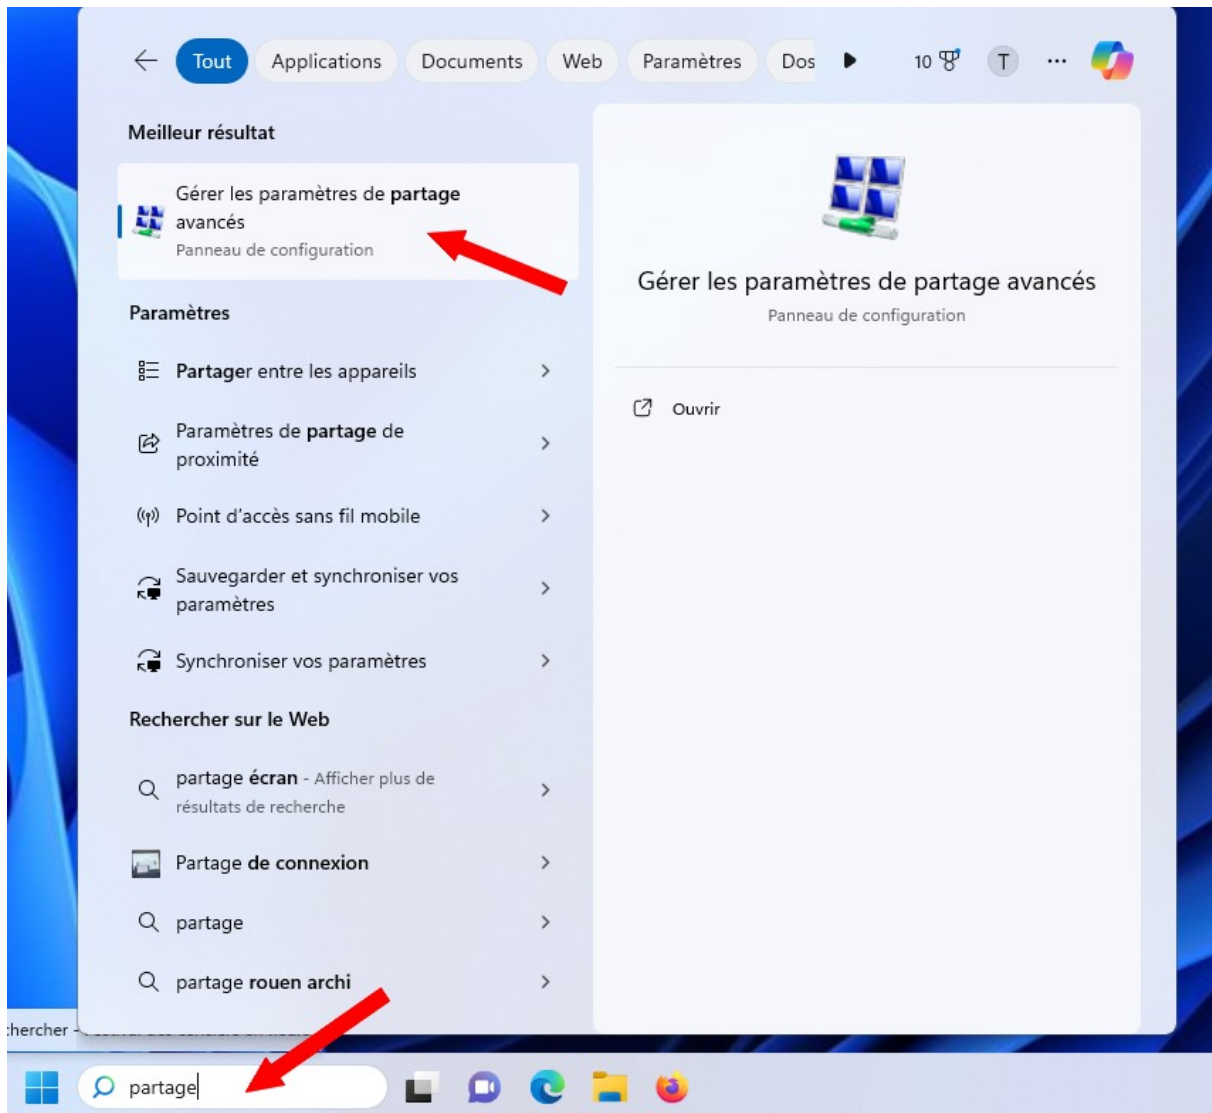 Tout Applications Documents Web Paramètres Dos 10 T ...
Meilleur résultat
Gérer les paramètres de partage
avancés
Panneau de configuration
Paramètres
Partager entre les appareils
Paramètres de partage de
proximité
Point d'accès sans fil mobile
Sauvegarder et synchroniser vos
paramètres
Synchroniser vos paramètres
Rechercher sur le Web
partage écran - Afficher plus de
résultats de recherche
Partage de connexion
partage
partage rouen archi
Gérer les paramètres de partage avancés
Panneau de configuration
Ouvrir
chercher -
partage